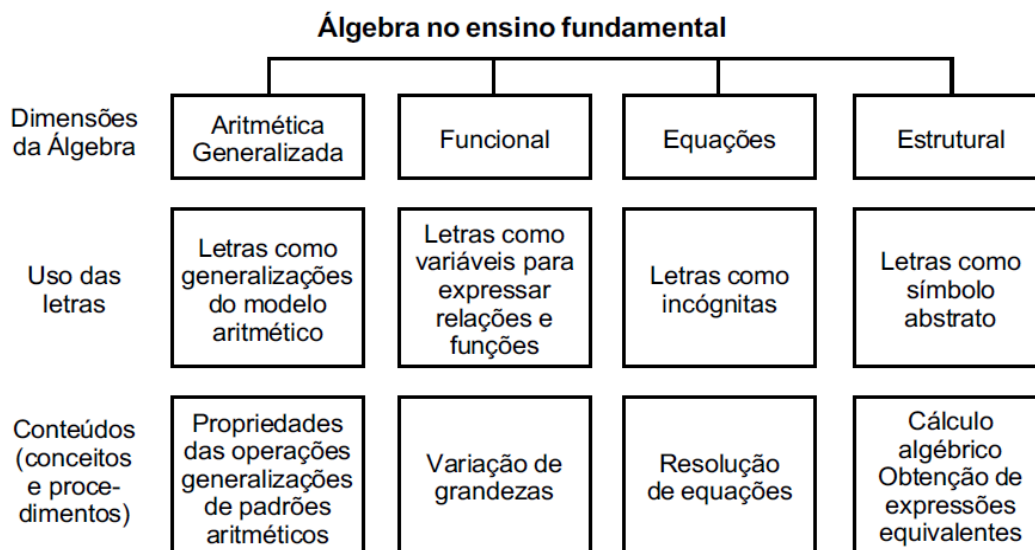 Álgebra no ensino fundamental
Dimensões
da Álgebra
Aritmética
Generalizada
Funcional
Equações
Estrutural
Uso das
letras
Letras como
generalizações
do modelo
aritmético
Letras como
variáveis para
expressar
relações e
funções
Letras como
incógnitas
Letras como
símbolo
abstrato
Conteúdos
(conceitos
e proce-
dimentos)
Propriedades
das operações
generalizações
de padrões
aritméticos
Variação de
grandezas
Resolução
de equações
Cálculo
algébrico
Obtenção de
expressões
equivalentes